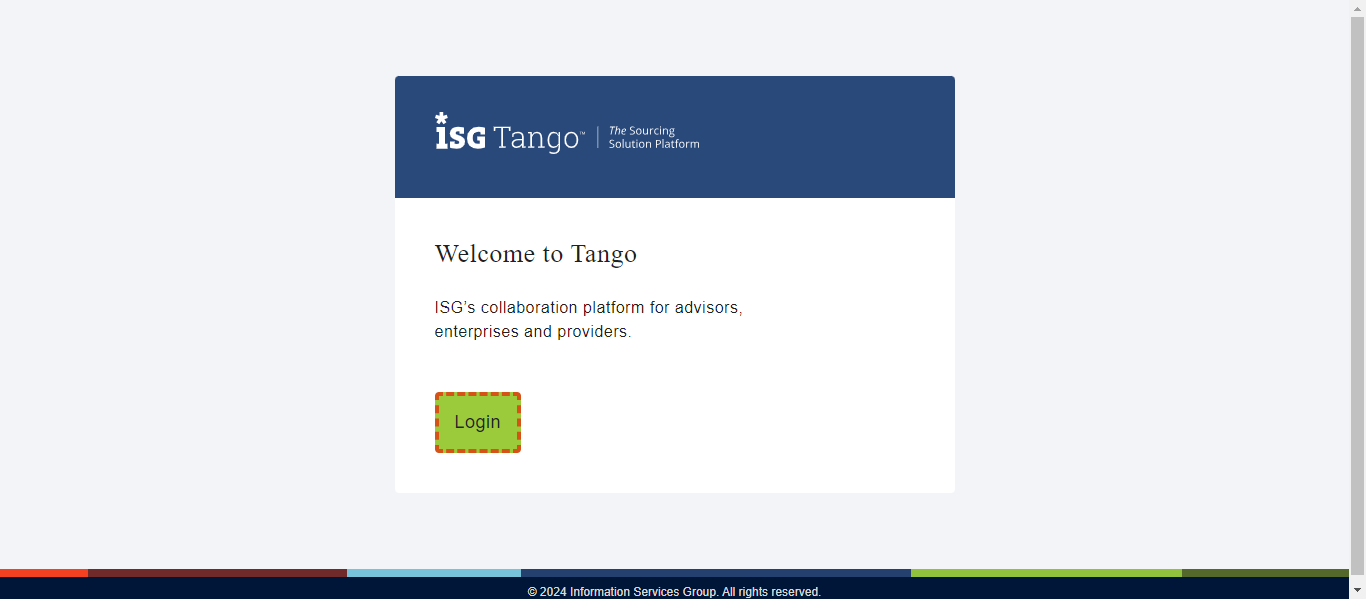 *ISG Tango™ | The Sourcing
Solution Platform
Welcome to Tango
ISG’s collaboration platform for advisors,
enterprises and providers.
Login
© 2024 Information Services Group. All rights reserved.